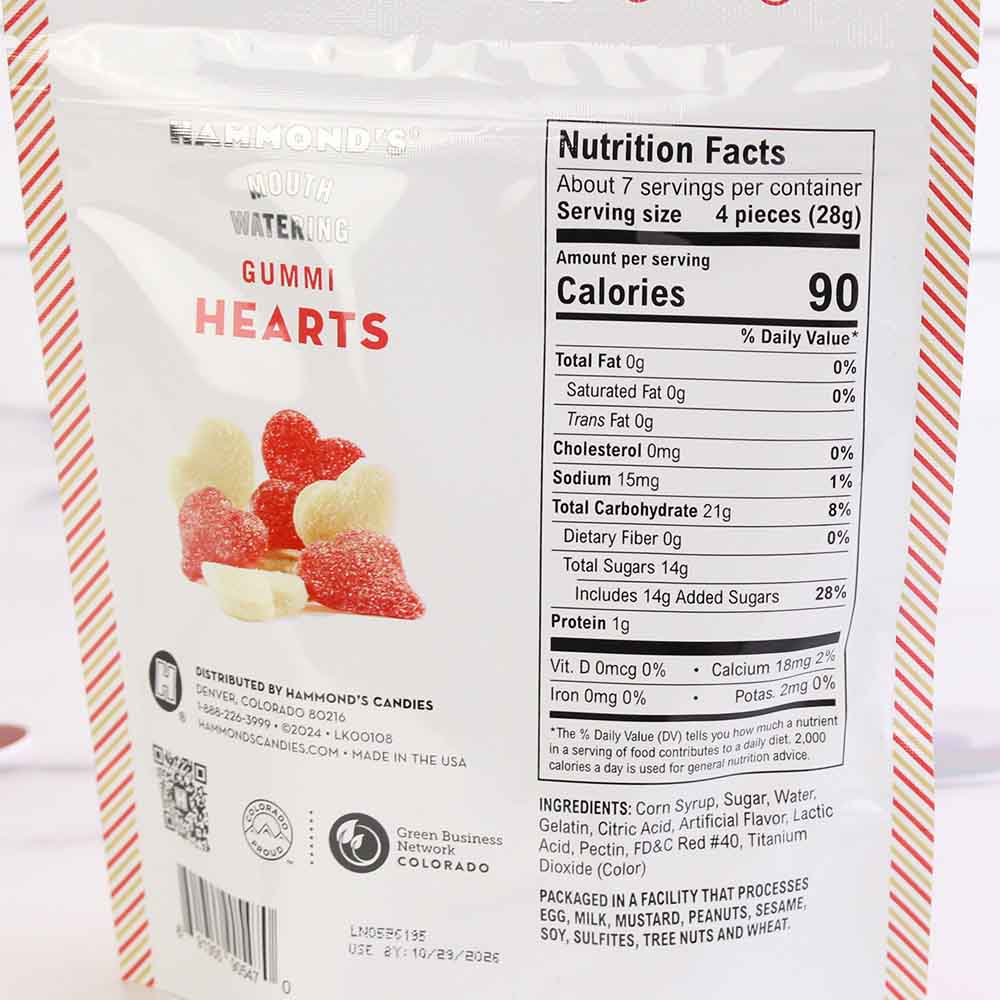 HAMMOND'S®
MOUTH
WATERING
GUMMI
HEARTS
H®
DISTRIBUTED BY HAMMOND'S CANDIES
DENVER, COLORADO 80216
1-888-226-3999 • ©2024 • LK00108
HAMMONDSCANDIES.COM • MADE IN THE USA
COLORADO
PROUD
Green Business
Network
COLORADO
USE BY:10/29/2026
Nutrition Facts
About 7 servings per container
Serving size 4 pieces (28g)
Amount per serving
Calories 90
% Daily Value*
Total Fat 0g 0%
Saturated Fat 0g 0%
Trans Fat 0g
Cholesterol 0mg 0%
Sodium 15mg 1%
Total Carbohydrate 21g 8%
Dietary Fiber 0g 0%
Total Sugars 14g
Includes 14g Added Sugars 28%
Protein 1g
Vit. D 0mcg 0% • Calcium 18mg 2%
Iron 0mg 0% • Potas. 2mg 0%
*The % Daily Value (DV) tells you how much a nutrient
in a serving of food contributes to a daily diet. 2,000
calories a day is used for general nutrition advice.
INGREDIENTS: Corn Syrup, Sugar, Water,
Gelatin, Citric Acid, Artificial Flavor, Lactic
Acid, Pectin, FD&C Red #40, Titanium
Dioxide (Color)
PACKAGED IN A FACILITY THAT PROCESSES
EGG, MILK, MUSTARD, PEANUTS, SESAME,
SOY, SULFITES, TREE NUTS AND WHEAT.